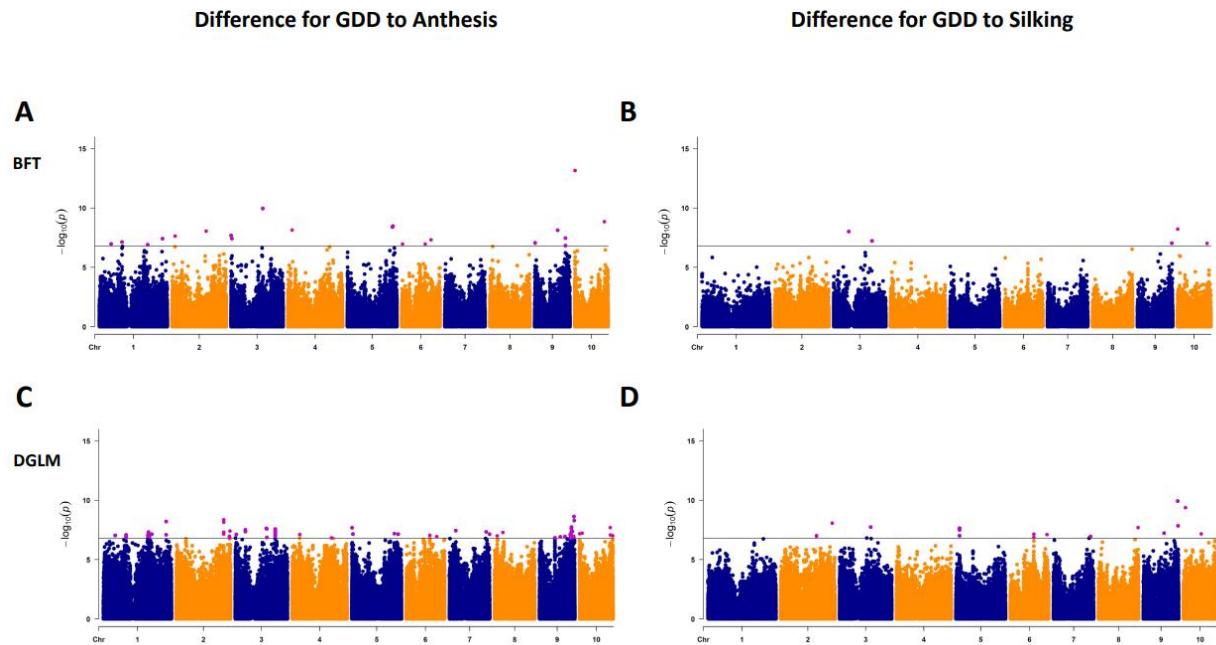 Difference for GDD to Anthesis
Difference for GDD to Silking
A
B
BFT
−log₁₀(p)
15
10
5
0
Chr 1 2 3 4 5 6 7 8 9 10
−log₁₀(p)
15
10
5
0
Chr 1 2 3 4 5 6 7 8 9 10
C
D
DGLM
−log₁₀(p)
15
10
5
0
Chr 1 2 3 4 5 6 7 8 9 10
−log₁₀(p)
15
10
5
0
Chr 1 2 3 4 5 6 7 8 9 10